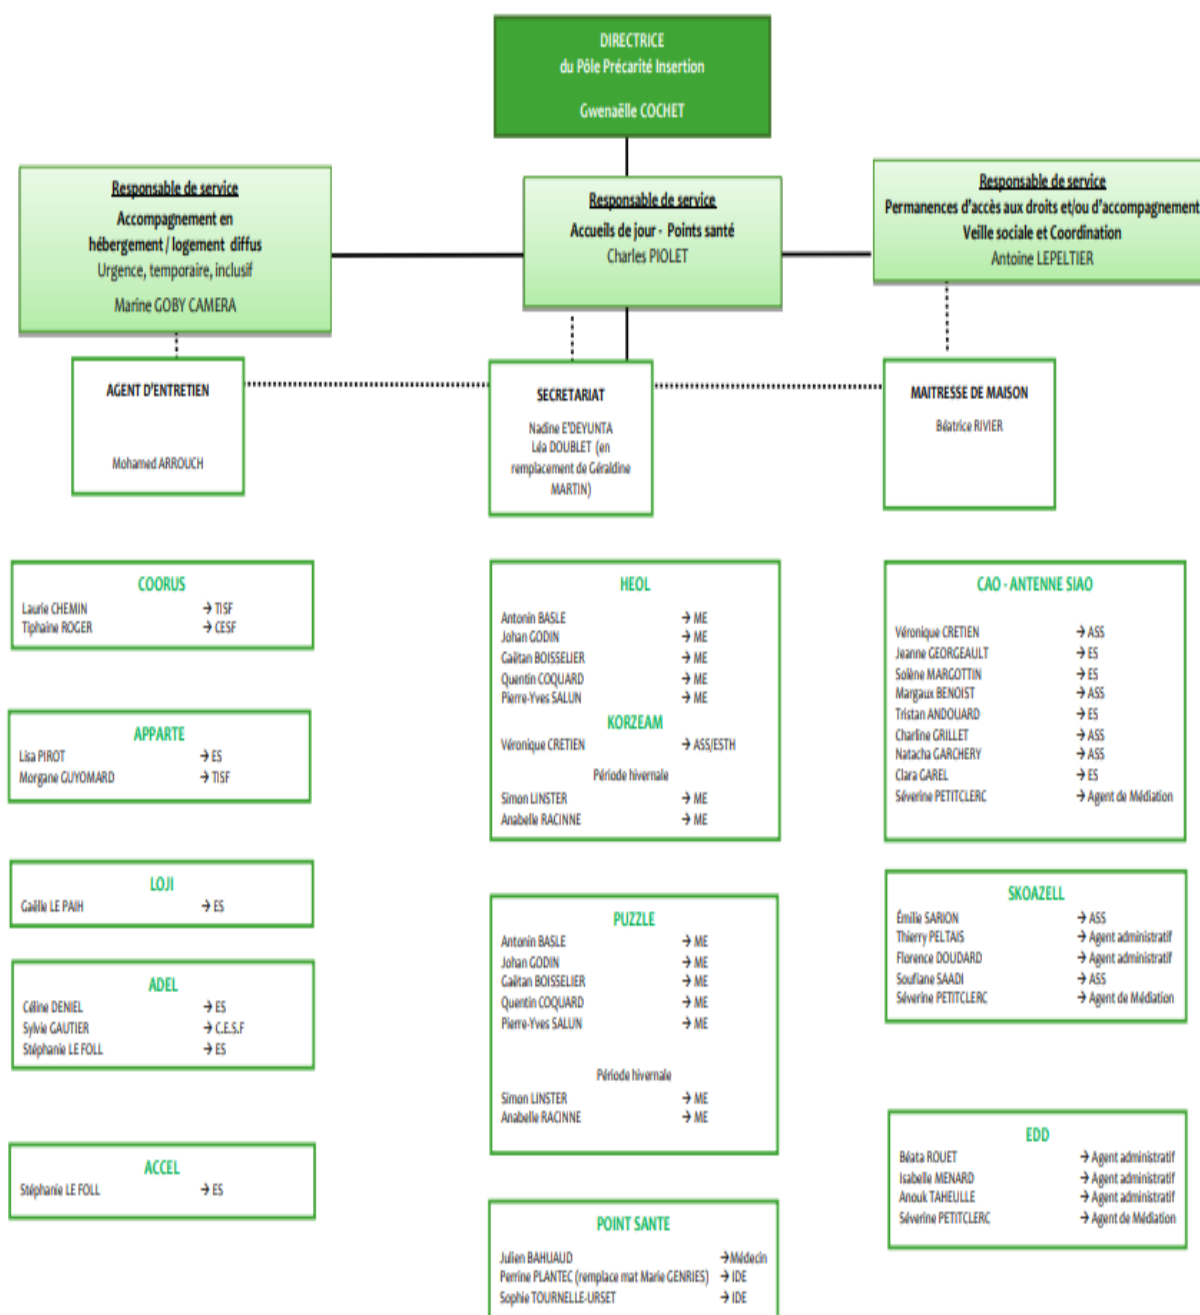 DIRECTRICE
du Pôle Précarité Insertion
Gwenaëlle COCHET
Responsable de service
Accompagnement en
hébergement / logement diffus
Urgence, temporaire, inclusif
Marine GOBY CAMERA
Responsable de service
Accueils de jour - Points santé
Charles PIOLET
Responsable de service
Permanences d'accès aux droits et/ou d'accompagnement
Veille sociale et Coordination
Antoine LEPELTIER
AGENT D'ENTRETIEN
Mohamed ARROUCH
SECRETARIAT
Nadine E'DEYUNTA
Léa DOUBLET (en
remplacement de Géraldine
MARTIN)
MAITRESSE DE MAISON
Béatrice RIVIER
COORUS
Laurie CHEMIN → TISF
Tiphaine ROGER → CESF
APPARTE
Lisa PIROT → ES
Morgane GUYOMARD → TISF
LOJI
Gaëlle LE PAIH → ES
ADEL
Céline DENIEL → ES
Sylvie GAUTIER → C.E.S.F
Stéphanie LE FOLL → ES
ACCEL
Stéphanie LE FOLL → ES
HEOL
Antonin BASLE → ME
Johan GODIN → ME
Gaëtan BOISSELIER → ME
Quentin COQUARD → ME
Pierre-Yves SALUN → ME
KORZEAM
Véronique CRETIEN → ASS/ESTH
Période hivernale
Simon LINSTER → ME
Anabelle RACINNE → ME
PUZZLE
Antonin BASLE → ME
Johan GODIN → ME
Gaëtan BOISSELIER → ME
Quentin COQUARD → ME
Pierre-Yves SALUN → ME
Période hivernale
Simon LINSTER → ME
Anabelle RACINNE → ME
POINT SANTE
Julien BAHUAUD →Médecin
Perrine PLANTEC (remplace mat Marie GENRIES) → IDE
Sophie TOURNELLE-URSET → IDE
CAO - ANTENNE SIAO
Véronique CRETIEN → ASS
Jeanne GEORGEAULT → ES
Solène MARGOTTIN → ES
Margaux BENOIST → ASS
Tristan ANDOUARD → ES
Charline GRILLET → ASS
Natacha GARCHERY → ASS
Clara GAREL → ES
Séverine PETITCLERC → Agent de Médiation
SKOAZELL
Émilie SARION → ASS
Thierry PELTAIS → Agent administratif
Florence DOUDARD → Agent administratif
Soufiane SAADI → ASS
Séverine PETITCLERC → Agent de Médiation
EDD
Béata ROUET → Agent administratif
Isabelle MENARD → Agent administratif
Anouk TAHEULLE → Agent administratif
Séverine PETITCLERC → Agent de Médiation